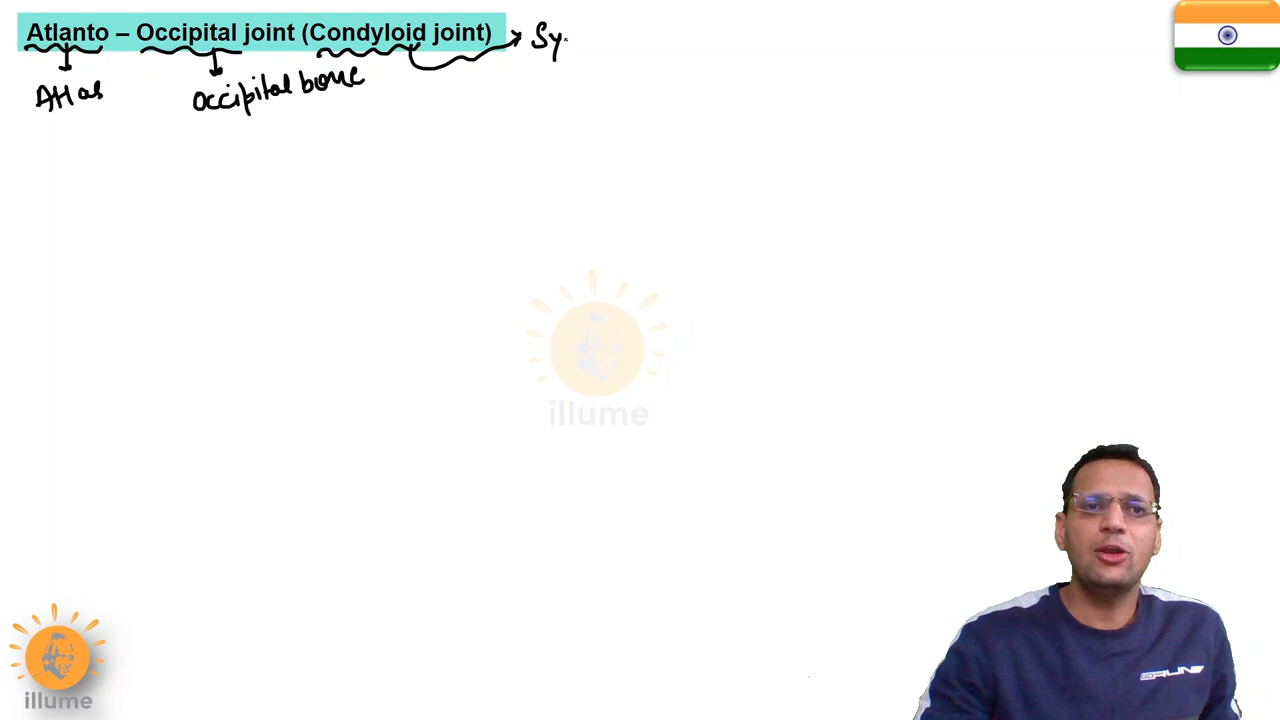 Atlanto – Occipital joint (Condyloid joint)
Sy
Atlas
Occipital bone
illume
illume